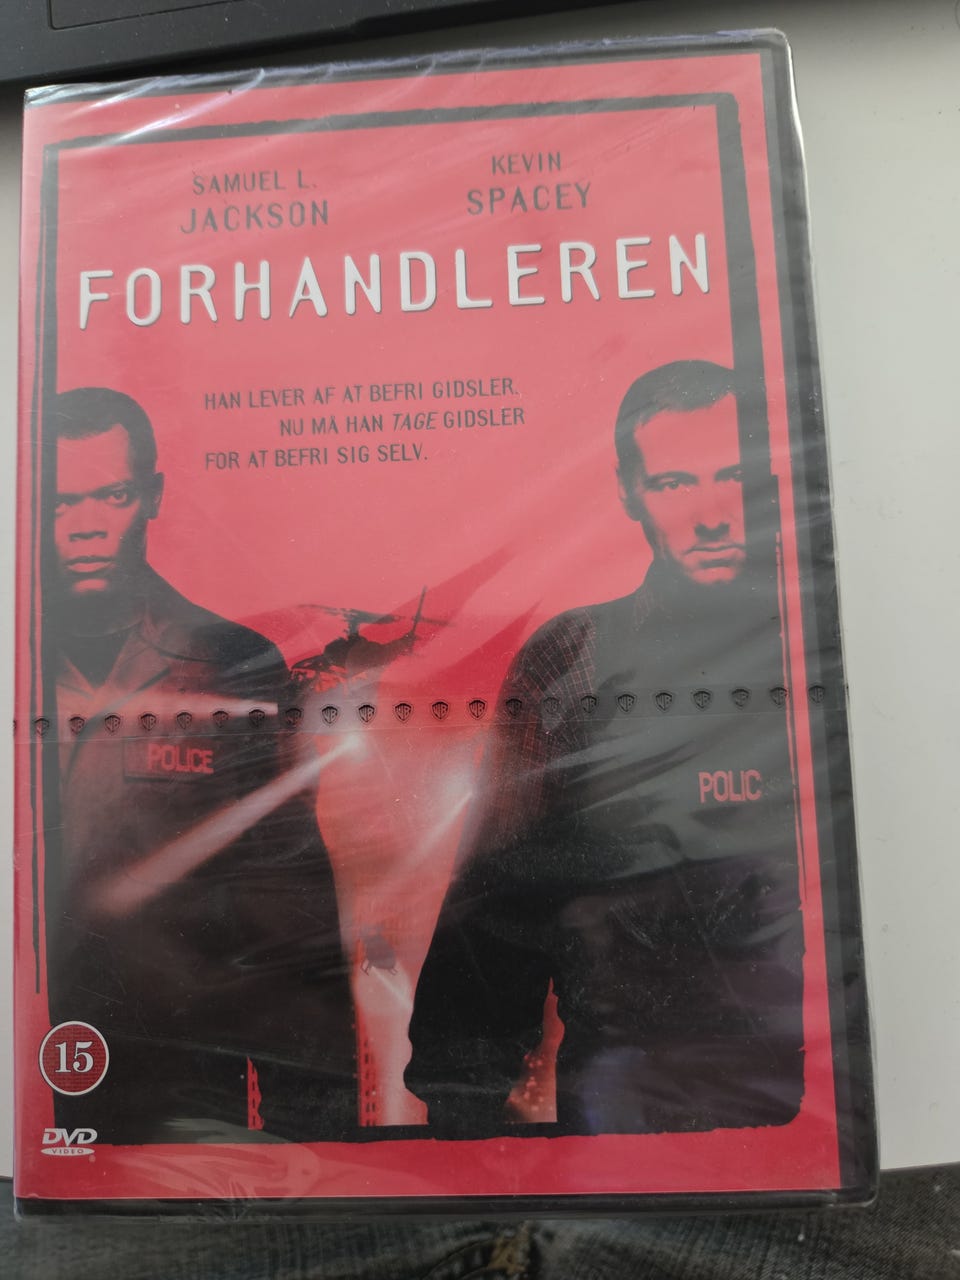 SAMUEL L.
JACKSON
KEVIN
SPACEY
FORHANDLEREN
HAN LEVER AF AT BEFRI GIDSLER.
NU MÅ HAN TAGE GIDSLER
FOR AT BEFRI SIG SELV.
POLICE
POLIC
15
DVD
VIDEO